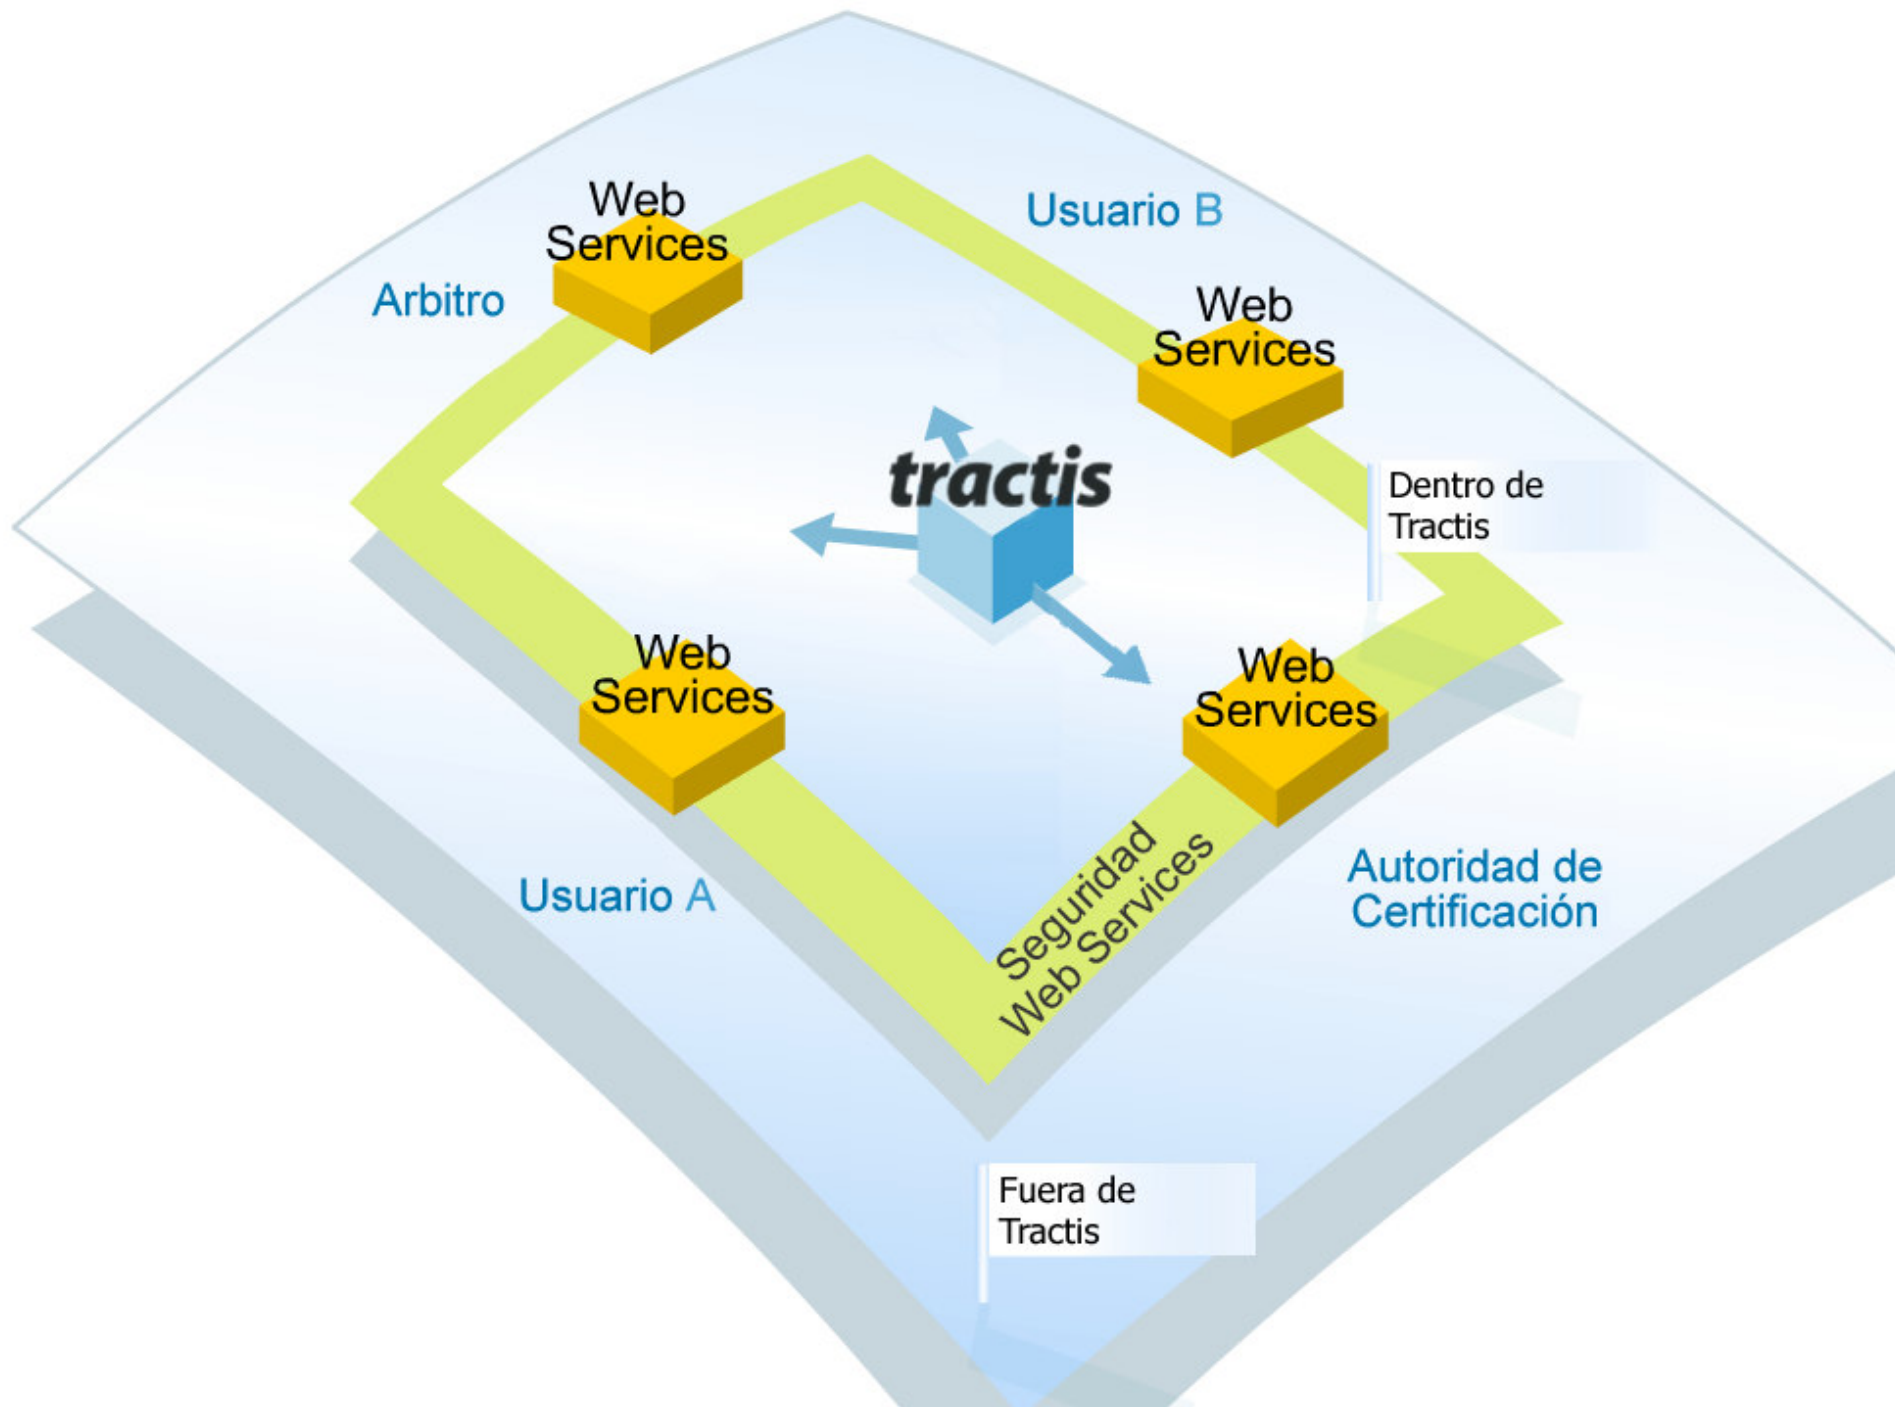 Web
Services
Usuario B
Arbitro
Web
Services
tractis
Dentro de
Tractis
Web
Services
Web
Services
Seguridad
Web Services
Usuario A
Autoridad de
Certificación
Fuera de
Tractis